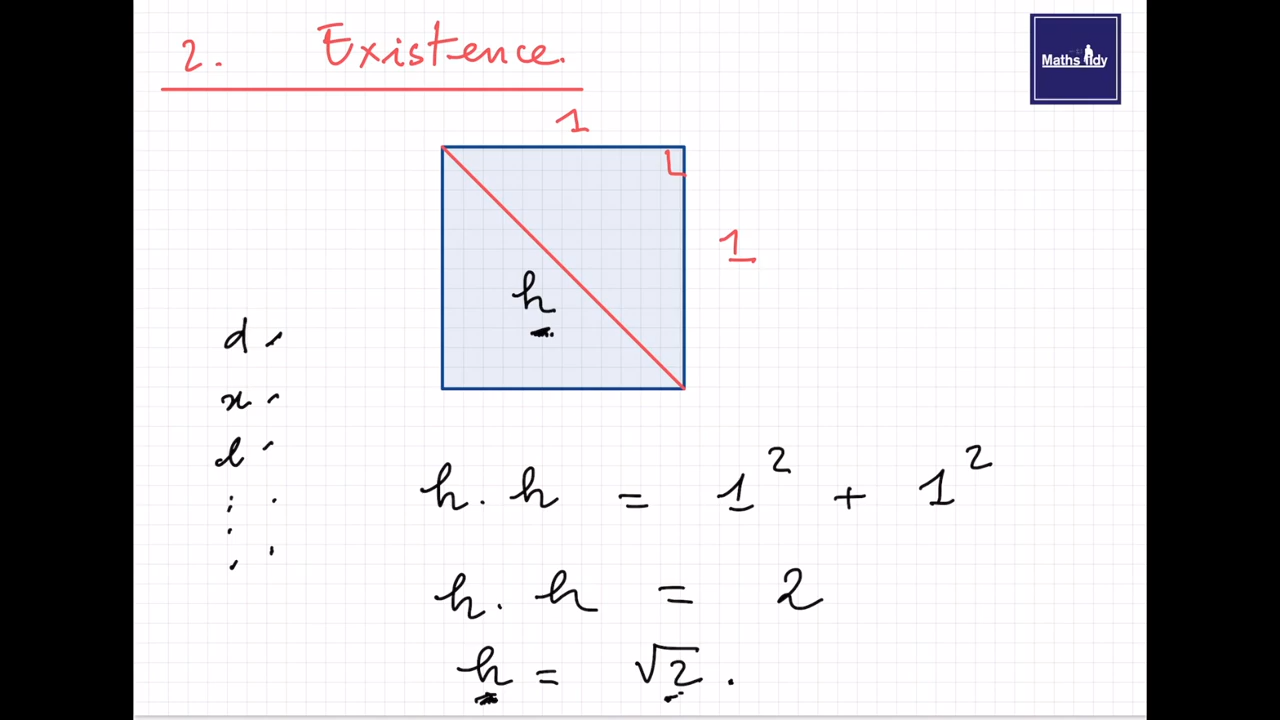 2. Existence.
Maths tidy
1
1
h
d
x
l
h . h = 1² + 1²
h . h = 2
h = √2 .